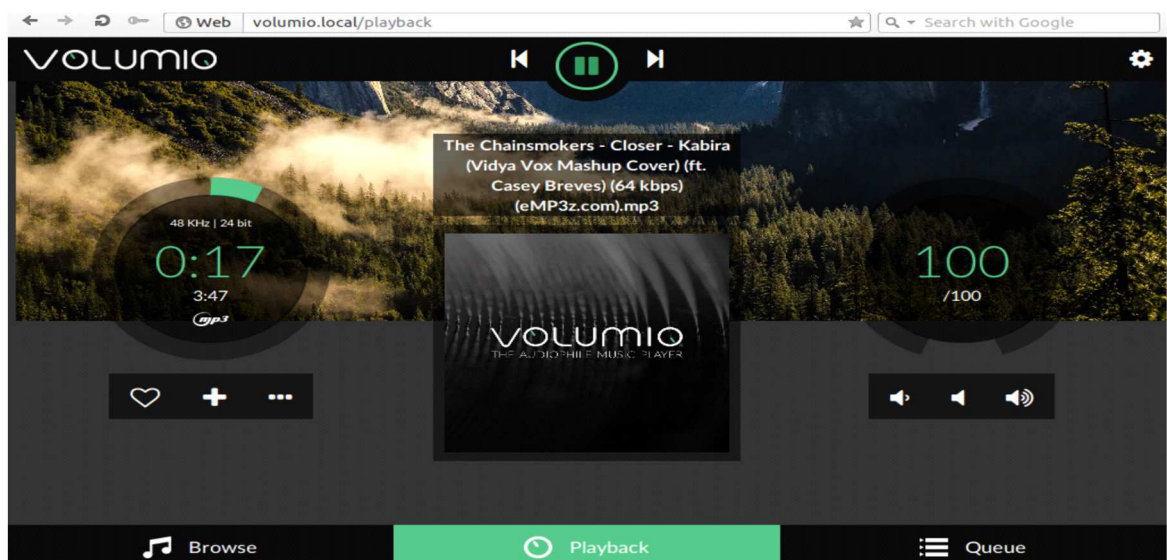 Web volumio.local/playback
Search with Google
VOLUMIO
The Chainsmokers - Closer - Kabira
(Vidya Vox Mashup Cover) (ft.
Casey Breves) (64 kbps)
(eMP3z.com).mp3
48 KHz | 24 bit
0:17
3:47
mp3
VOLUMIO
THE AUDIOPHILE MUSIC PLAYER
100
/100
Browse
Playback
Queue